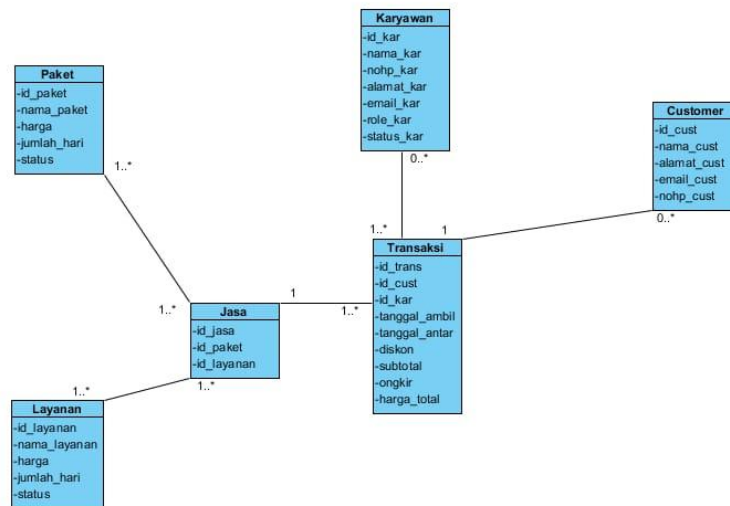 Karyawan
-id_kar
-nama_kar
-nohp_kar
-alamat_kar
-email_kar
-role_kar
-status_kar
0..*
Paket
-id_paket
-nama_paket
-harga
-jumlah_hari
-status
1..*
Customer
-id_cust
-nama_cust
-alamat_cust
-email_cust
-nohp_cust
0..*
1..*
1
Transaksi
-id_trans
-id_cust
-id_kar
-tanggal_ambil
-tanggal_antar
-diskon
-subtotal
-ongkir
-harga_total
1
1..*
1..*
Jasa
-id_jasa
-id_paket
-id_layanan
1..*
1..*
Layanan
-id_layanan
-nama_layanan
-harga
-jumlah_hari
-status